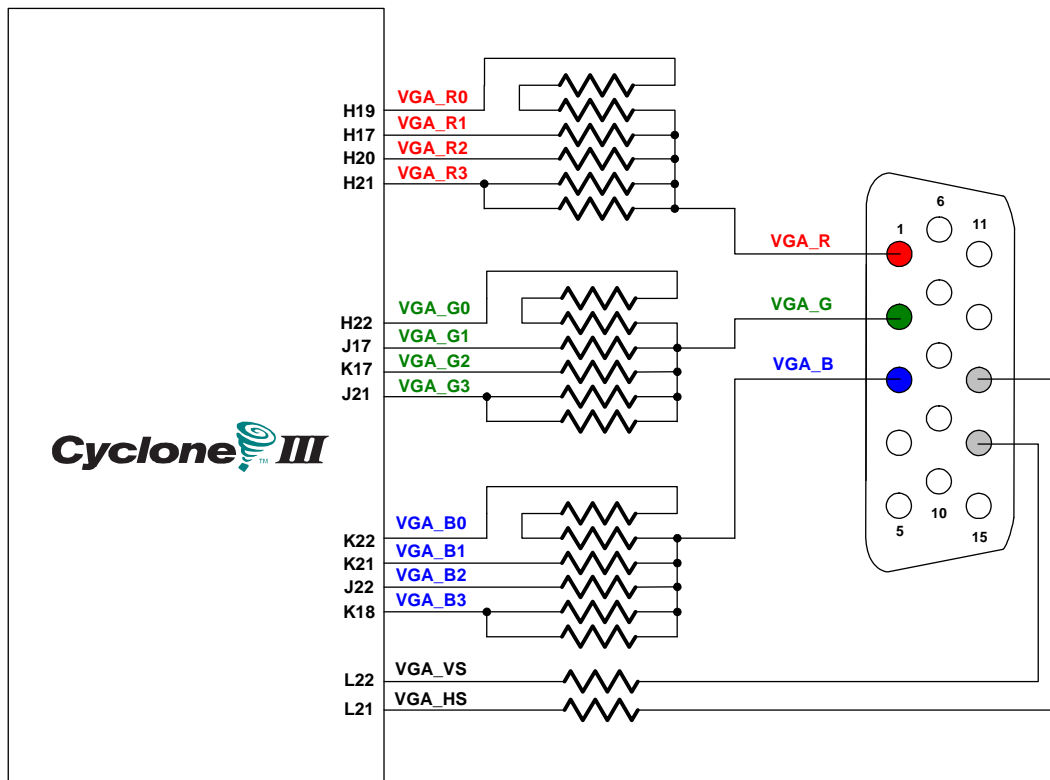 VGA_R0
H19
VGA_R1
H17
VGA_R2
H20
VGA_R3
H21
VGA_G0
H22
VGA_G1
J17
VGA_G2
K17
VGA_G3
J21
Cyclone™ III
VGA_B0
K22
VGA_B1
K21
VGA_B2
J22
VGA_B3
K18
VGA_VS
L22
VGA_HS
L21
VGA_R
VGA_G
VGA_B
6
1
11
5
10
15